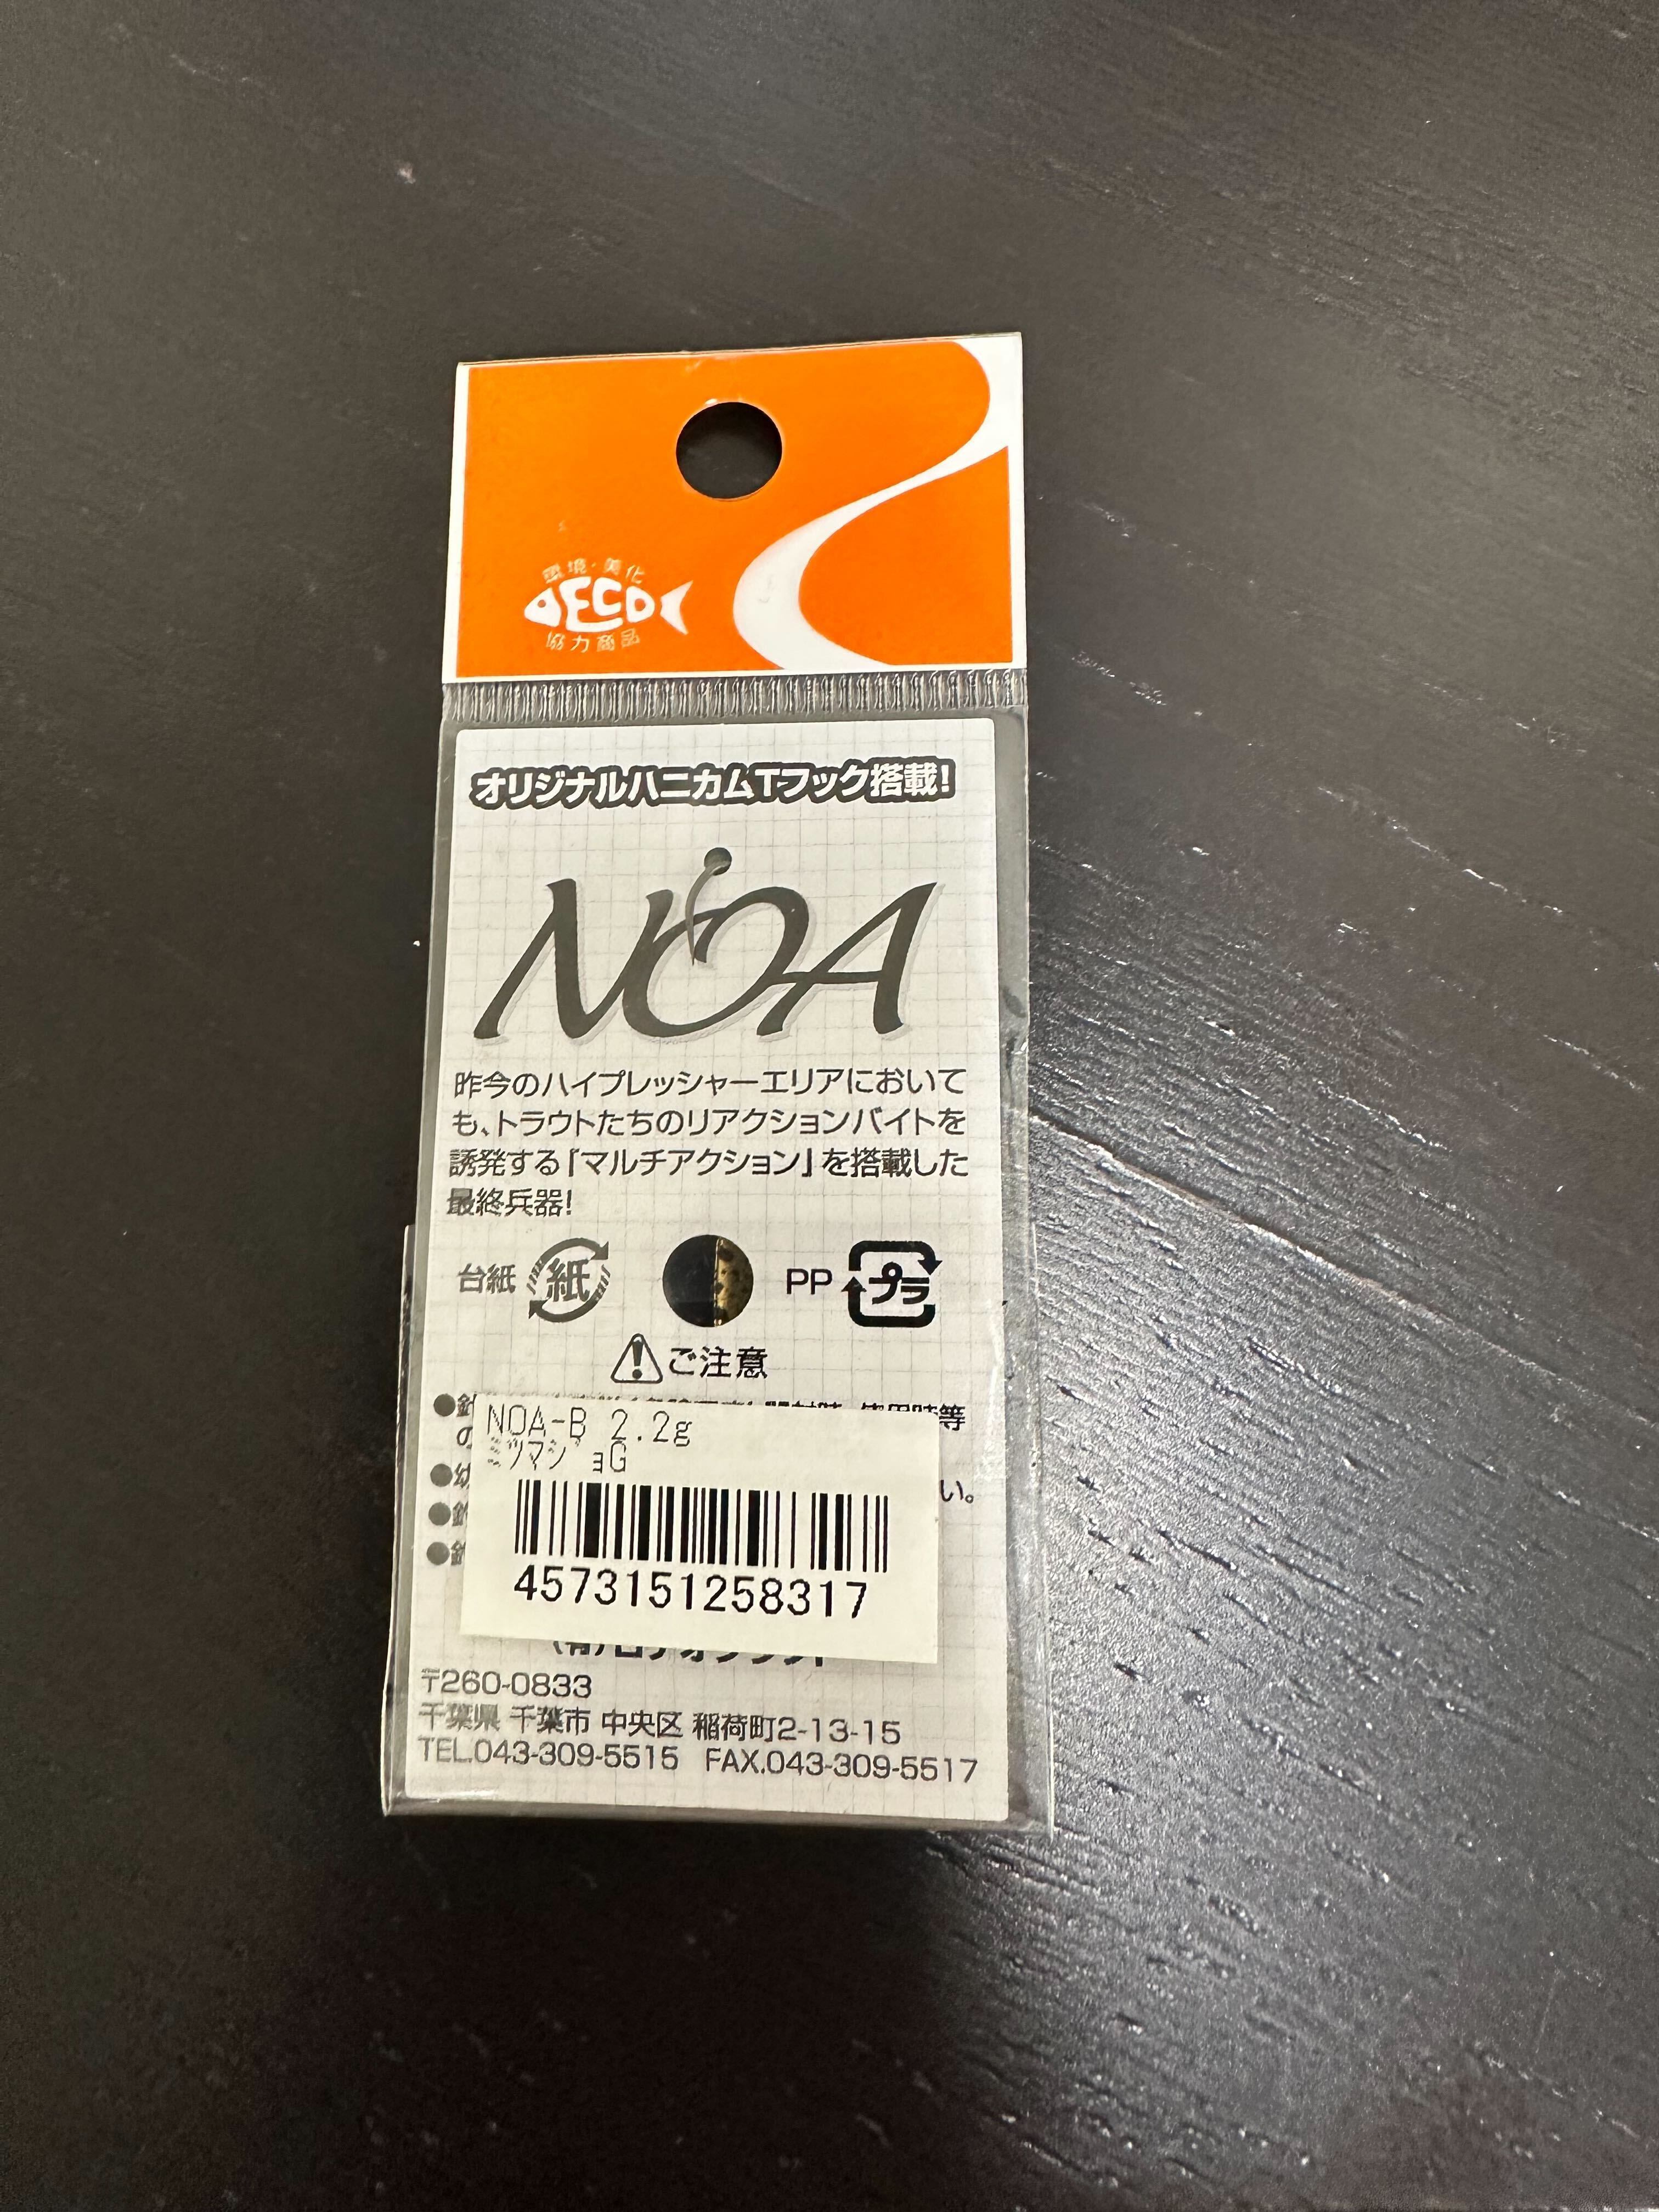 環境・美化
ECO
協力商品
オリジナルハニカムTフック搭載!
NOA
昨今のハイプレッシャーエリアにおいて
も、トラウトたちのリアクションバイトを
誘発する「マルチアクション」を搭載した
最終兵器!
台紙 紙 PP プラ
ご注意
NOA-B 2.2g
ミツマジョG
4573151258317
〒260-0833
千葉県 千葉市 中央区 稲荷町2-13-15
TEL.043-309-5515 FAX.043-309-5517